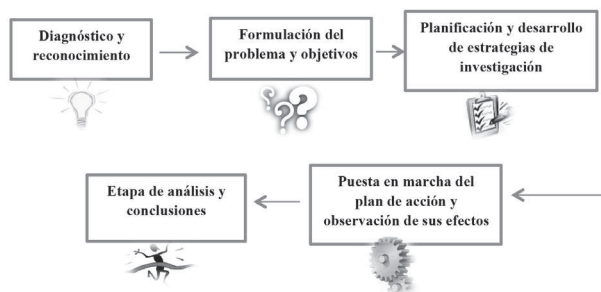 Diagnóstico y
reconocimiento
Formulación del
problema y objetivos
Planificación y desarrollo
de estrategias de
investigación
Puesta en marcha del
plan de acción y
observación de sus efectos
Etapa de análisis y
conclusiones